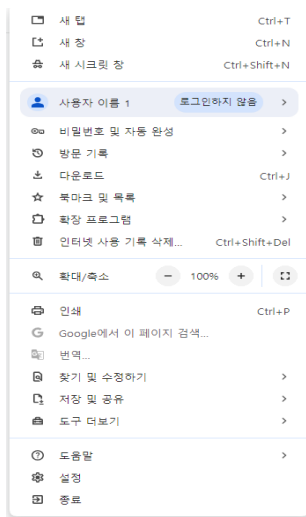 새 탭 Ctrl+T
새 창 Ctrl+N
새 시크릿 창 Ctrl+Shift+N
사용자 이름 1 로그인하지 않음
비밀번호 및 자동 완성
방문 기록
다운로드 Ctrl+J
북마크 및 목록
확장 프로그램
인터넷 사용 기록 삭제... Ctrl+Shift+Del
확대/축소 − 100% +
인쇄 Ctrl+P
Google에서 이 페이지 검색...
번역...
찾기 및 수정하기
저장 및 공유
도구 더보기
도움말
설정
종료